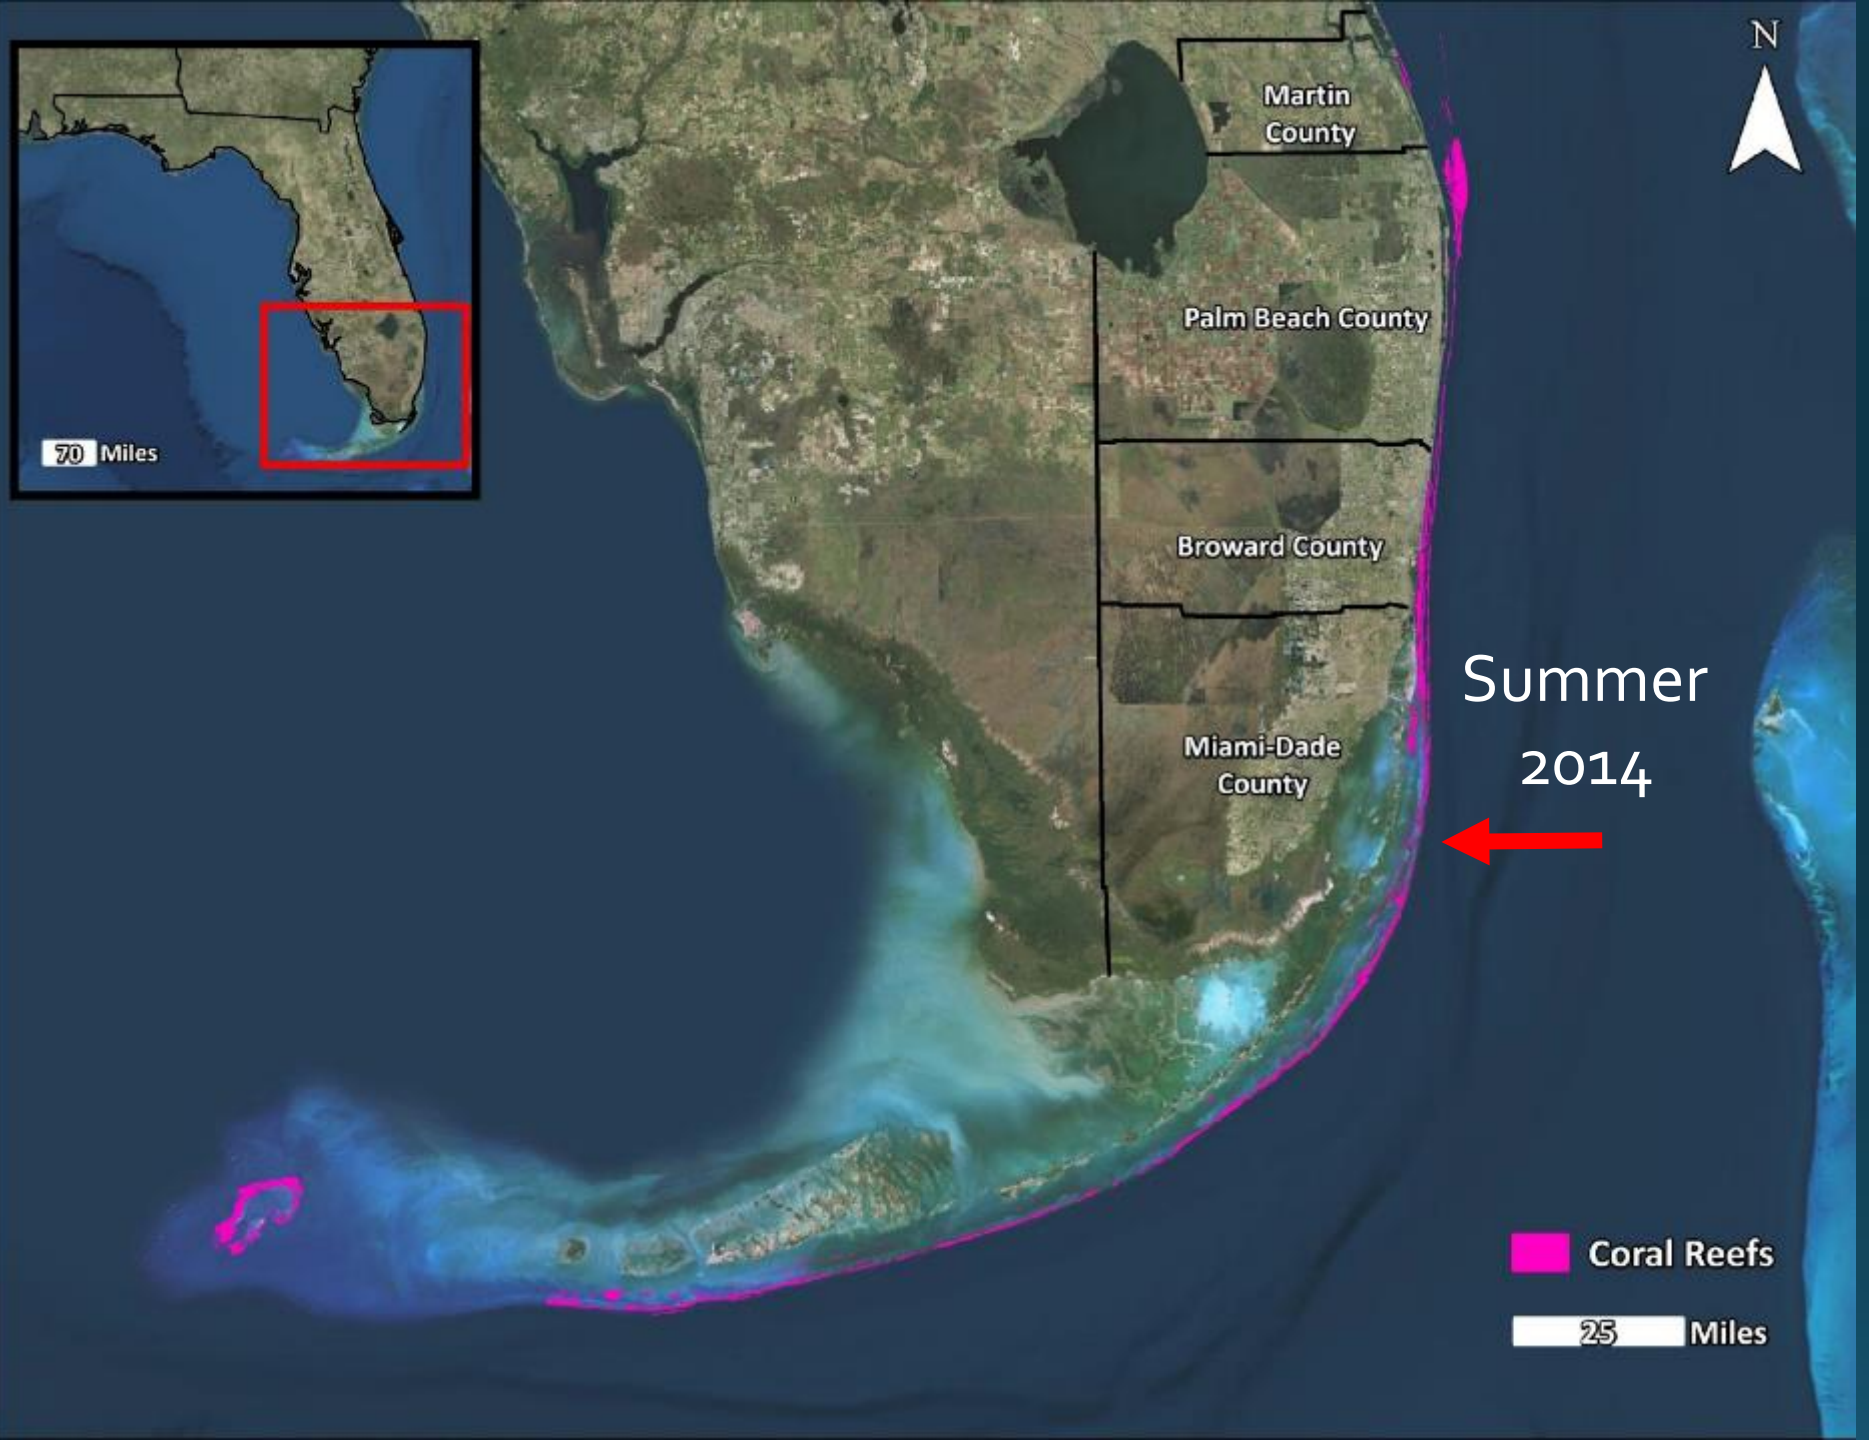 N
Martin
County
70 Miles
Palm Beach County
Broward County
Summer
2014
Miami-Dade
County
Coral Reefs
25 Miles